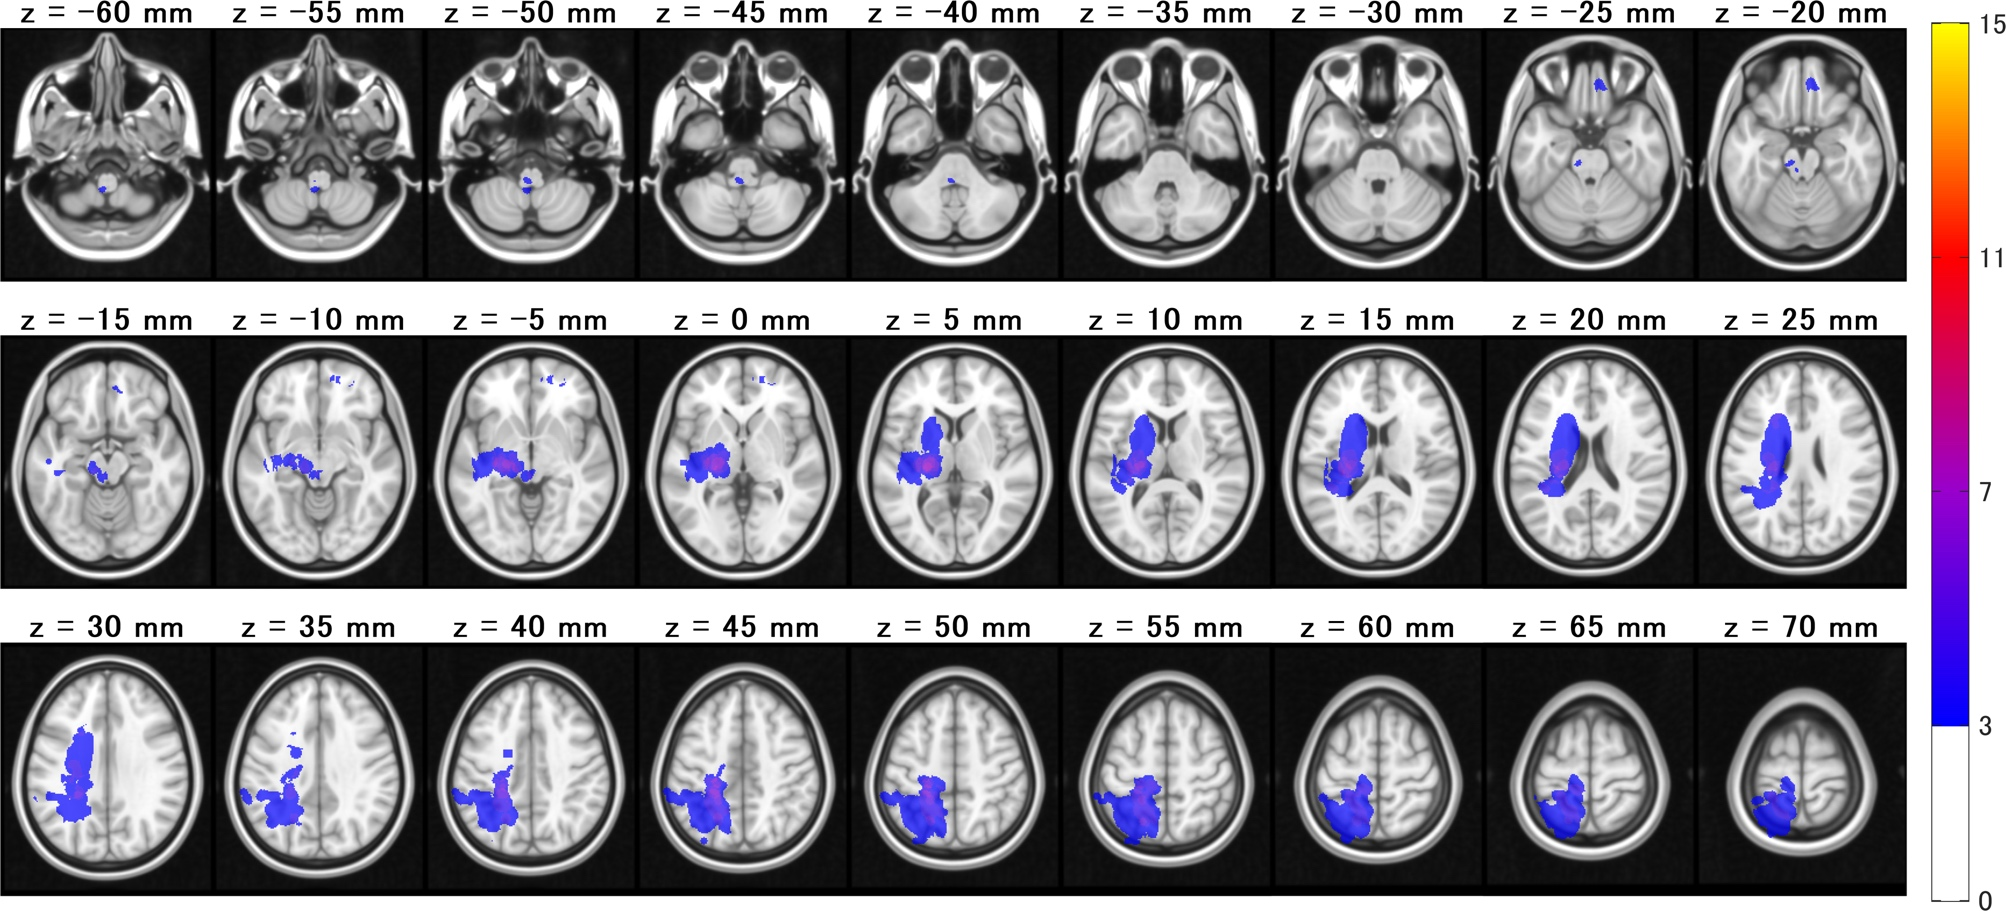 z = −60 mm z = −55 mm z = −50 mm z = −45 mm z = −40 mm z = −35 mm z = −30 mm z = −25 mm z = −20 mm
15
11
z = −15 mm z = −10 mm z = −5 mm z = 0 mm z = 5 mm z = 10 mm z = 15 mm z = 20 mm z = 25 mm
7
z = 30 mm z = 35 mm z = 40 mm z = 45 mm z = 50 mm z = 55 mm z = 60 mm z = 65 mm z = 70 mm
3
0